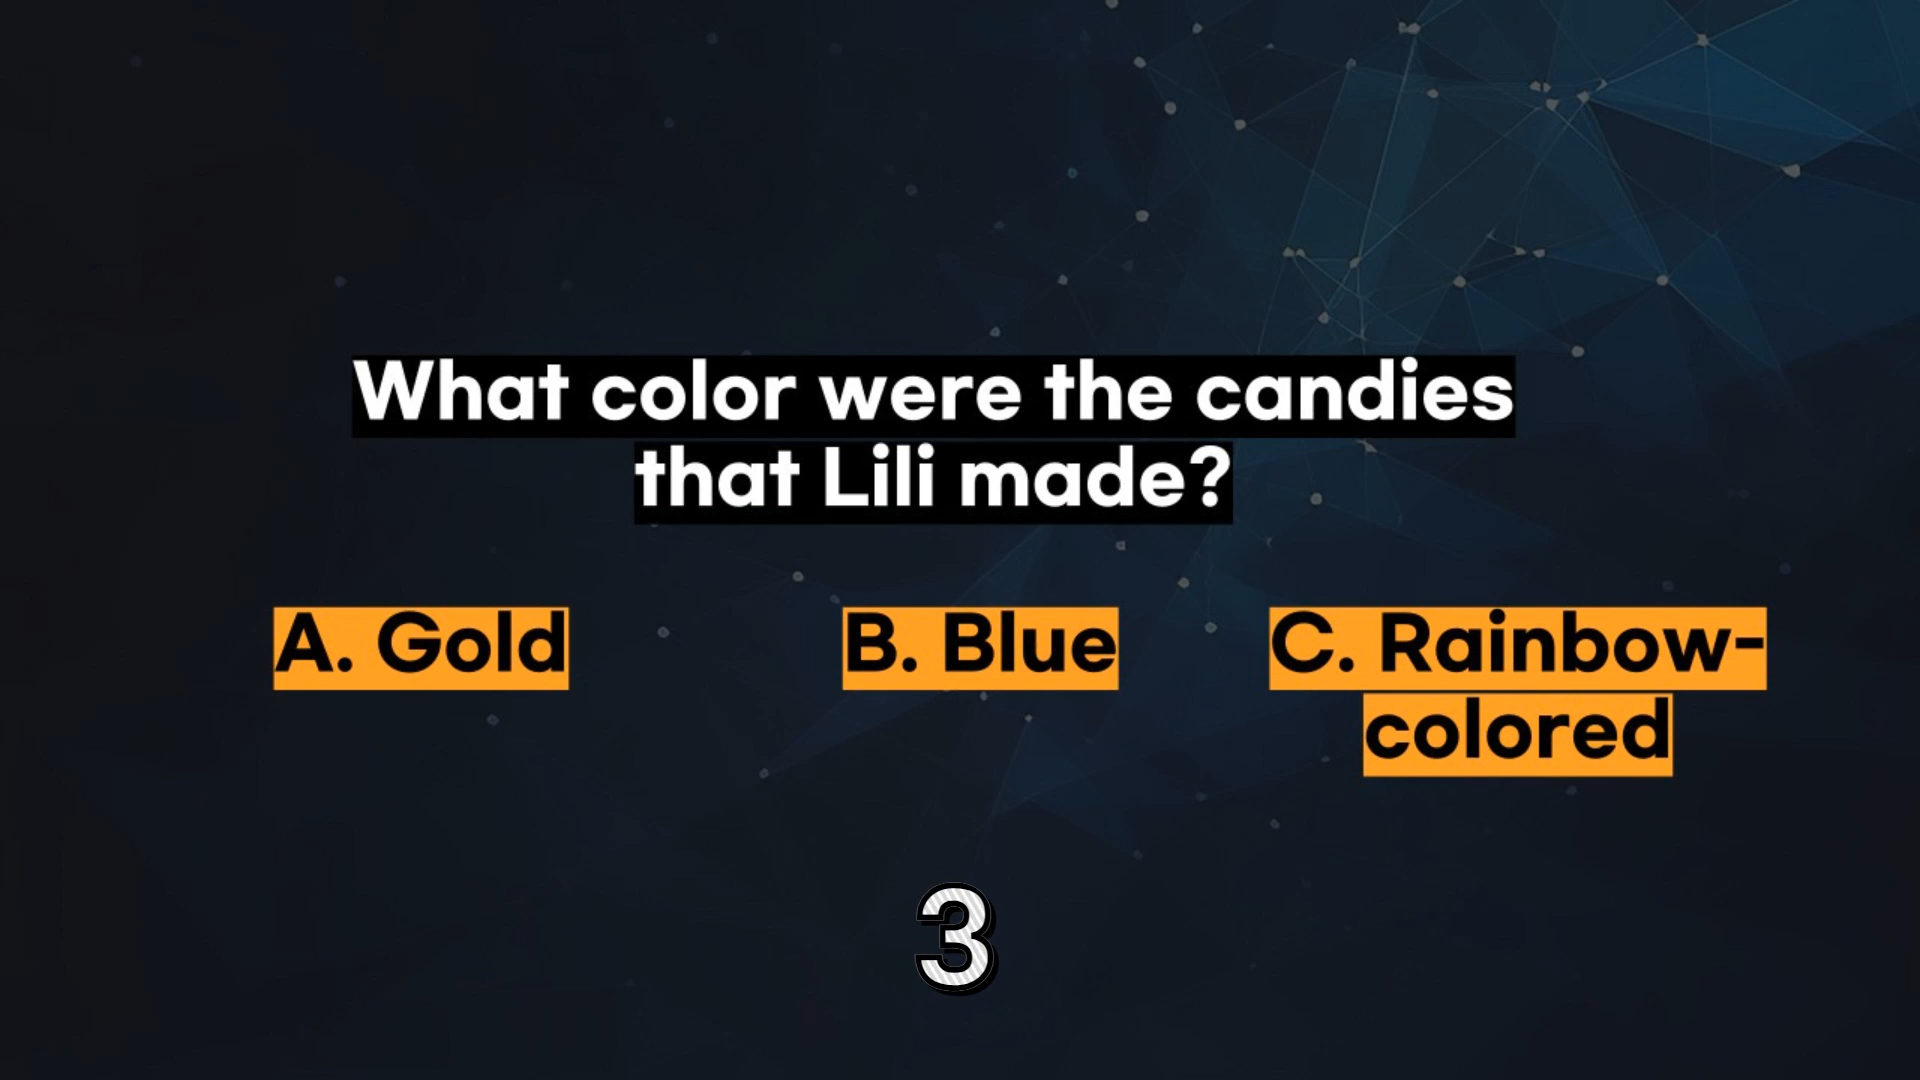 What color were the candies
that Lili made?
A. Gold
B. Blue
C. Rainbow-
colored
3